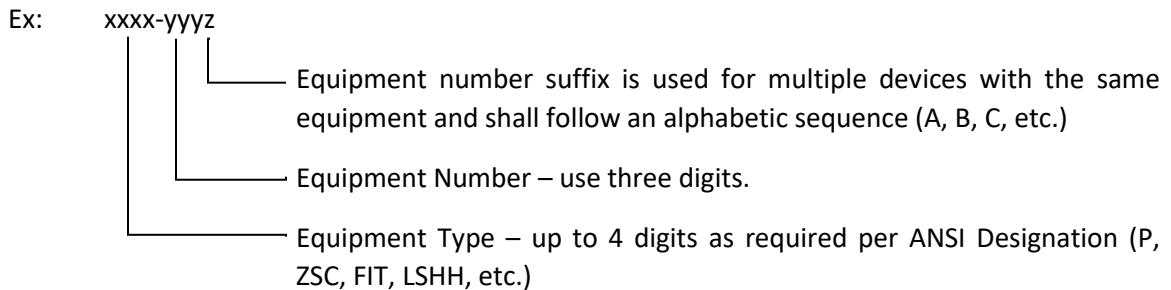 Ex: xxxx-yyyz
Equipment number suffix is used for multiple devices with the same
equipment and shall follow an alphabetic sequence (A, B, C, etc.)
Equipment Number – use three digits.
Equipment Type – up to 4 digits as required per ANSI Designation (P,
ZSC, FIT, LSHH, etc.)